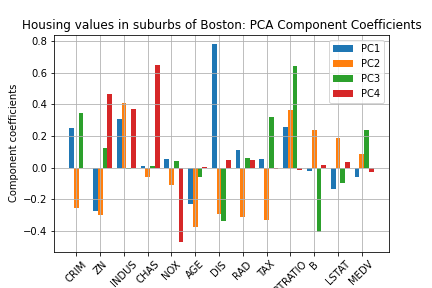 Housing values in suburbs of Boston: PCA Component Coefficients
Component coefficients
0.8
0.6
0.4
0.2
0.0
−0.2
−0.4
PC1
PC2
PC3
PC4
CRIM
ZN
INDUS
CHAS
NOX
AGE
DIS
RAD
TAX
B
LSTAT
MEDV